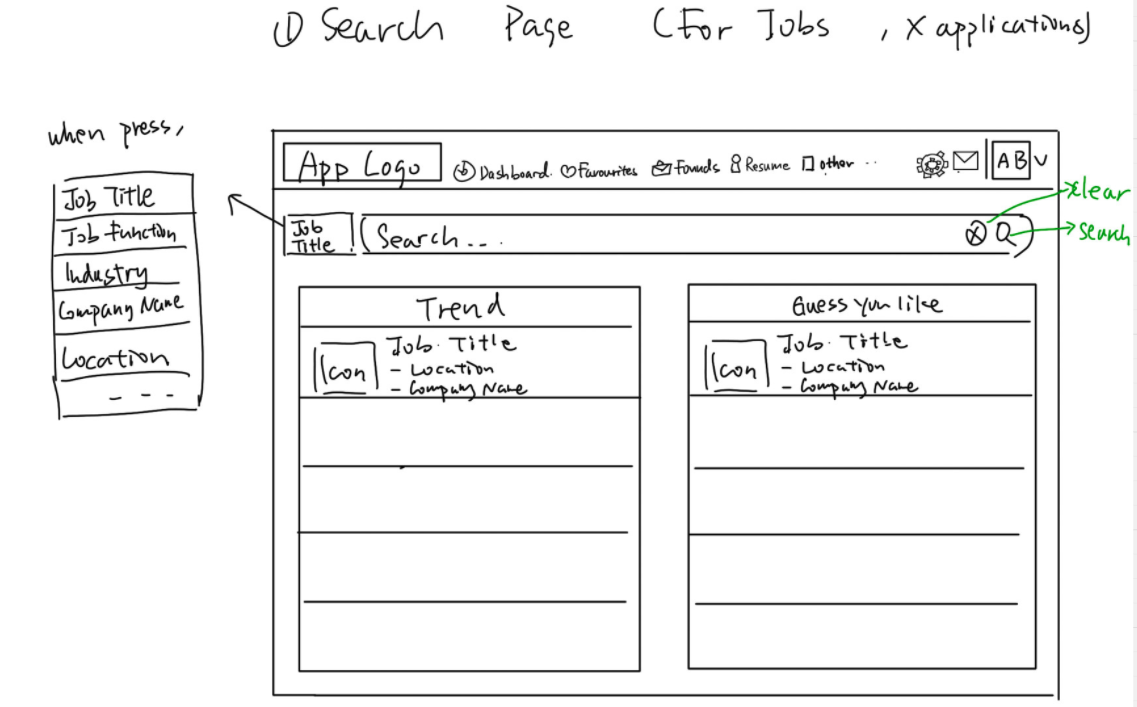 ① Search Page (For Jobs , X applications)
when press,
Job Title
Job Function
Industry
Company Name
Location
- - -
App Logo
Dashboard. Favourites Founds Resume other ..
AB
Job
Title
Search...
clear
search
Trend
Icon
Job. Title
- Location
- Company Name
Guess you like
Icon
Job. Title
- Location
- Company Name